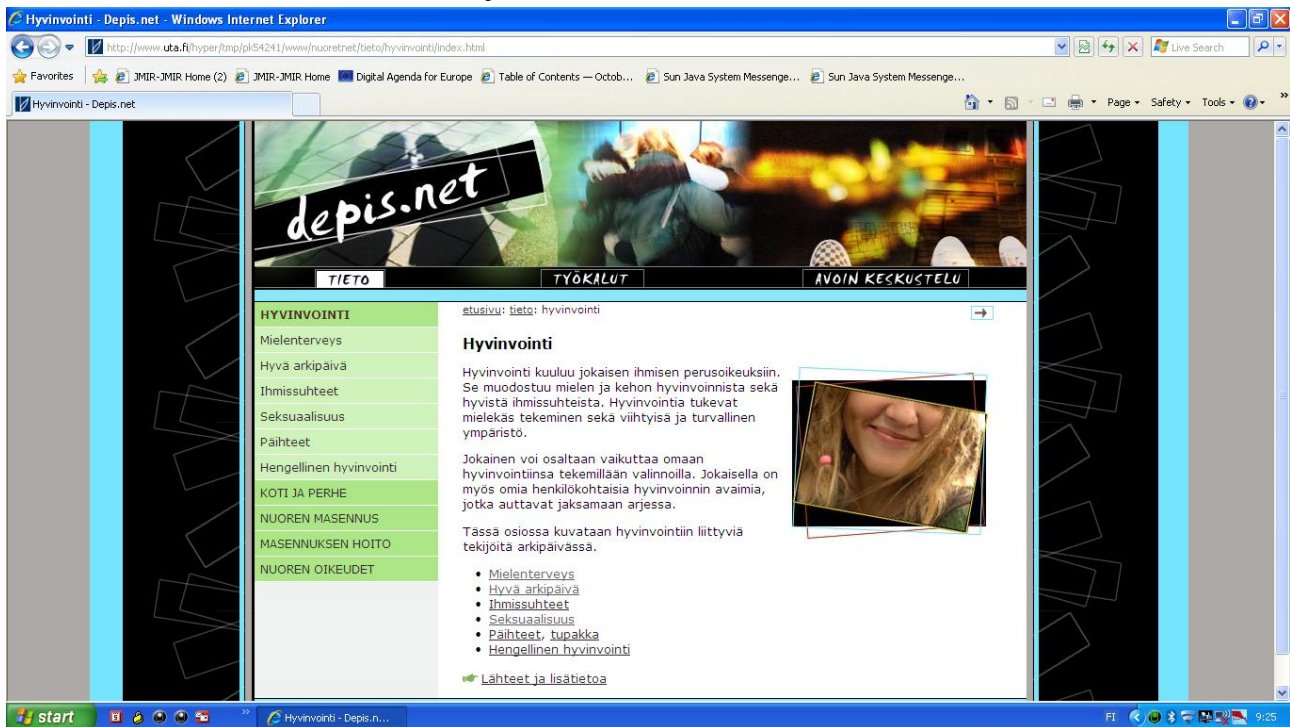 Hyvinvointi - Depis.net - Windows Internet Explorer
http://www.uta.fi/hyper/tmp/pk54241/www/nuoretnet/tieto/hyvinvointi/index.html
Live Search
Favorites
JMIR-JMIR Home (2)
JMIR-JMIR Home
Digital Agenda for Europe
Table of Contents — Octob...
Sun Java System Messenge...
Sun Java System Messenge...
Hyvinvointi - Depis.net
Page
Safety
Tools
depis.net
TIETO
TYÖKALUT
AVOIN KESKUSTELU
HYVINVOINTI
Mielenterveys
Hyvä arkipäivä
Ihmissuhteet
Seksuaalisuus
Päihteet
Hengellinen hyvinvointi
KOTI JA PERHE
NUOREN MASENNUS
MASENNUKSEN HOITO
NUOREN OIKEUDET
etusivu: tieto: hyvinvointi
Hyvinvointi
Hyvinvointi kuuluu jokaisen ihmisen perusoikeuksiin.
Se muodostuu mielen ja kehon hyvinvoinnista sekä
hyvistä ihmissuhteista. Hyvinvointia tukevat
mielekäs tekeminen sekä viihtyisä ja turvallinen
ympäristö.
Jokainen voi osaltaan vaikuttaa omaan
hyvinvointiinsa tekemillään valinnoilla. Jokaisella on
myös omia henkilökohtaisia hyvinvoinnin avaimia,
jotka auttavat jaksamaan arjessa.
Tässä osiossa kuvataan hyvinvointiin liittyviä
tekijöitä arkipäivässä.
• Mielenterveys
• Hyvä arkipäivä
• Ihmissuhteet
• Seksuaalisuus
• Päihteet, tupakka
• Hengellinen hyvinvointi
Lähteet ja lisätietoa
start
Hyvinvointi - Depis.n...
FI
9:25